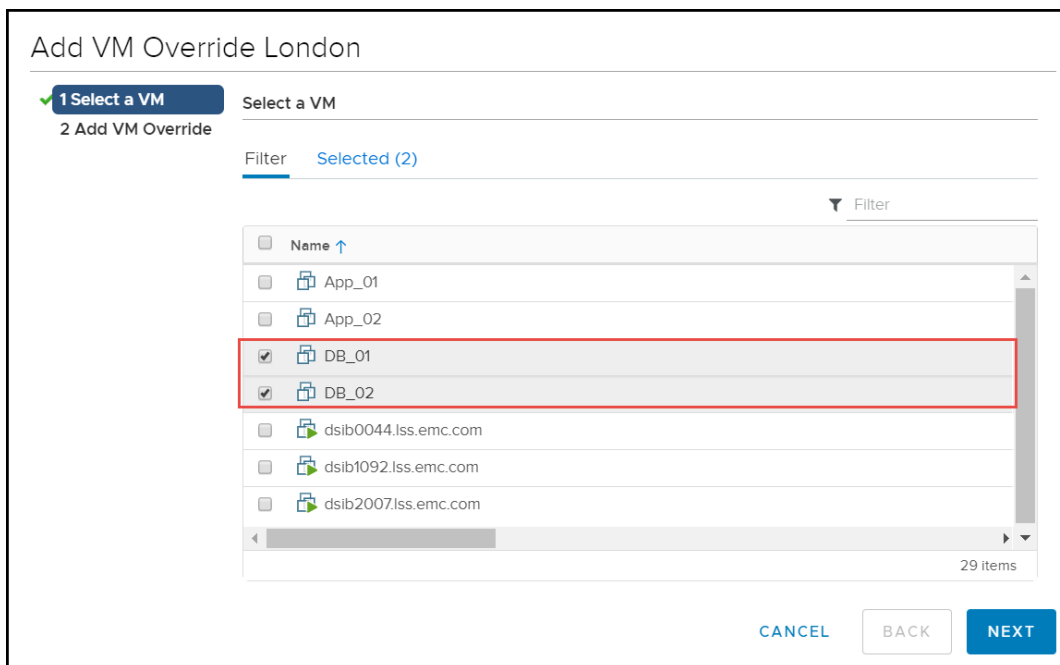 Add VM Override London
1 Select a VM
2 Add VM Override
Select a VM
Filter Selected (2)
Filter
Name
App_01
App_02
DB_01
DB_02
dsib0044.lss.emc.com
dsib1092.lss.emc.com
dsib2007.lss.emc.com
29 items
CANCEL BACK NEXT